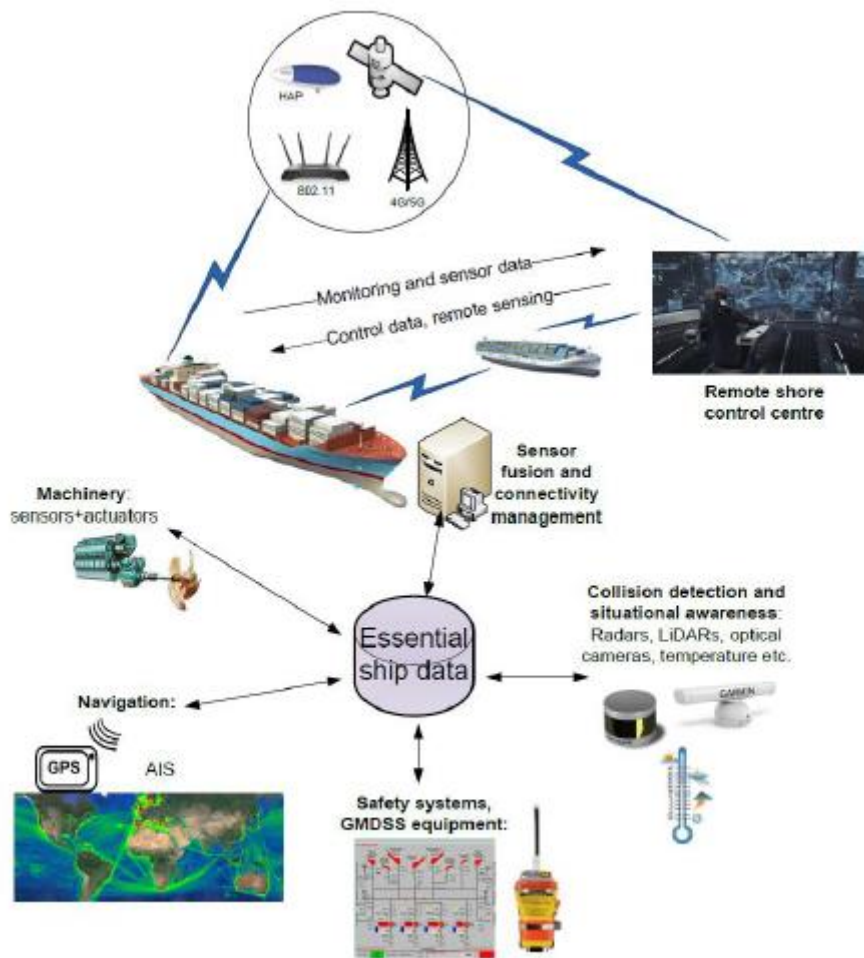 HAP
802.11
4G/5G
Monitoring and sensor data
Control data, remote sensing
Remote shore
control centre
Sensor
fusion and
connectivity
management
Machinery:
sensors+actuators
Collision detection and
situational awareness:
Radars, LiDARs, optical
cameras, temperature etc.
Essential
ship data
Navigation:
GARMIN
GPS
AIS
Safety systems,
GMDSS equipment: